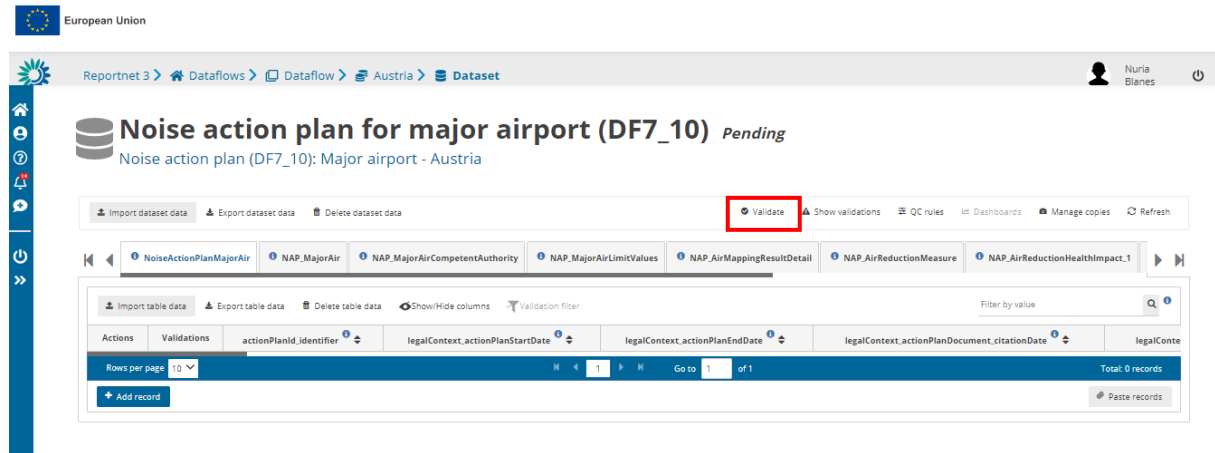 European Union
Reportnet 3 Dataflows Dataflow Austria Dataset
Nuria
Blanes
Noise action plan for major airport (DF7_10) Pending
Noise action plan (DF7_10): Major airport - Austria
Import dataset data Export dataset data Delete dataset data Validate Show validations QC rules Dashboards Manage copies Refresh
NoiseActionPlanMajorAir NAP_MajorAir NAP_MajorAirCompetentAuthority NAP_MajorAirLimitValues NAP_AirMappingResultDetail NAP_AirReductionMeasure NAP_AirReductionHealthImpact_1
Import table data Export table data Delete table data Show/Hide columns Validation filter Filter by value
Actions Validations actionPlanId_identifier legalContext_actionPlanStartDate legalContext_actionPlanEndDate legalContext_actionPlanDocument_citationDate legalConte
Rows per page 10 1 Go to 1 of 1 Total: 0 records
+ Add record Paste records